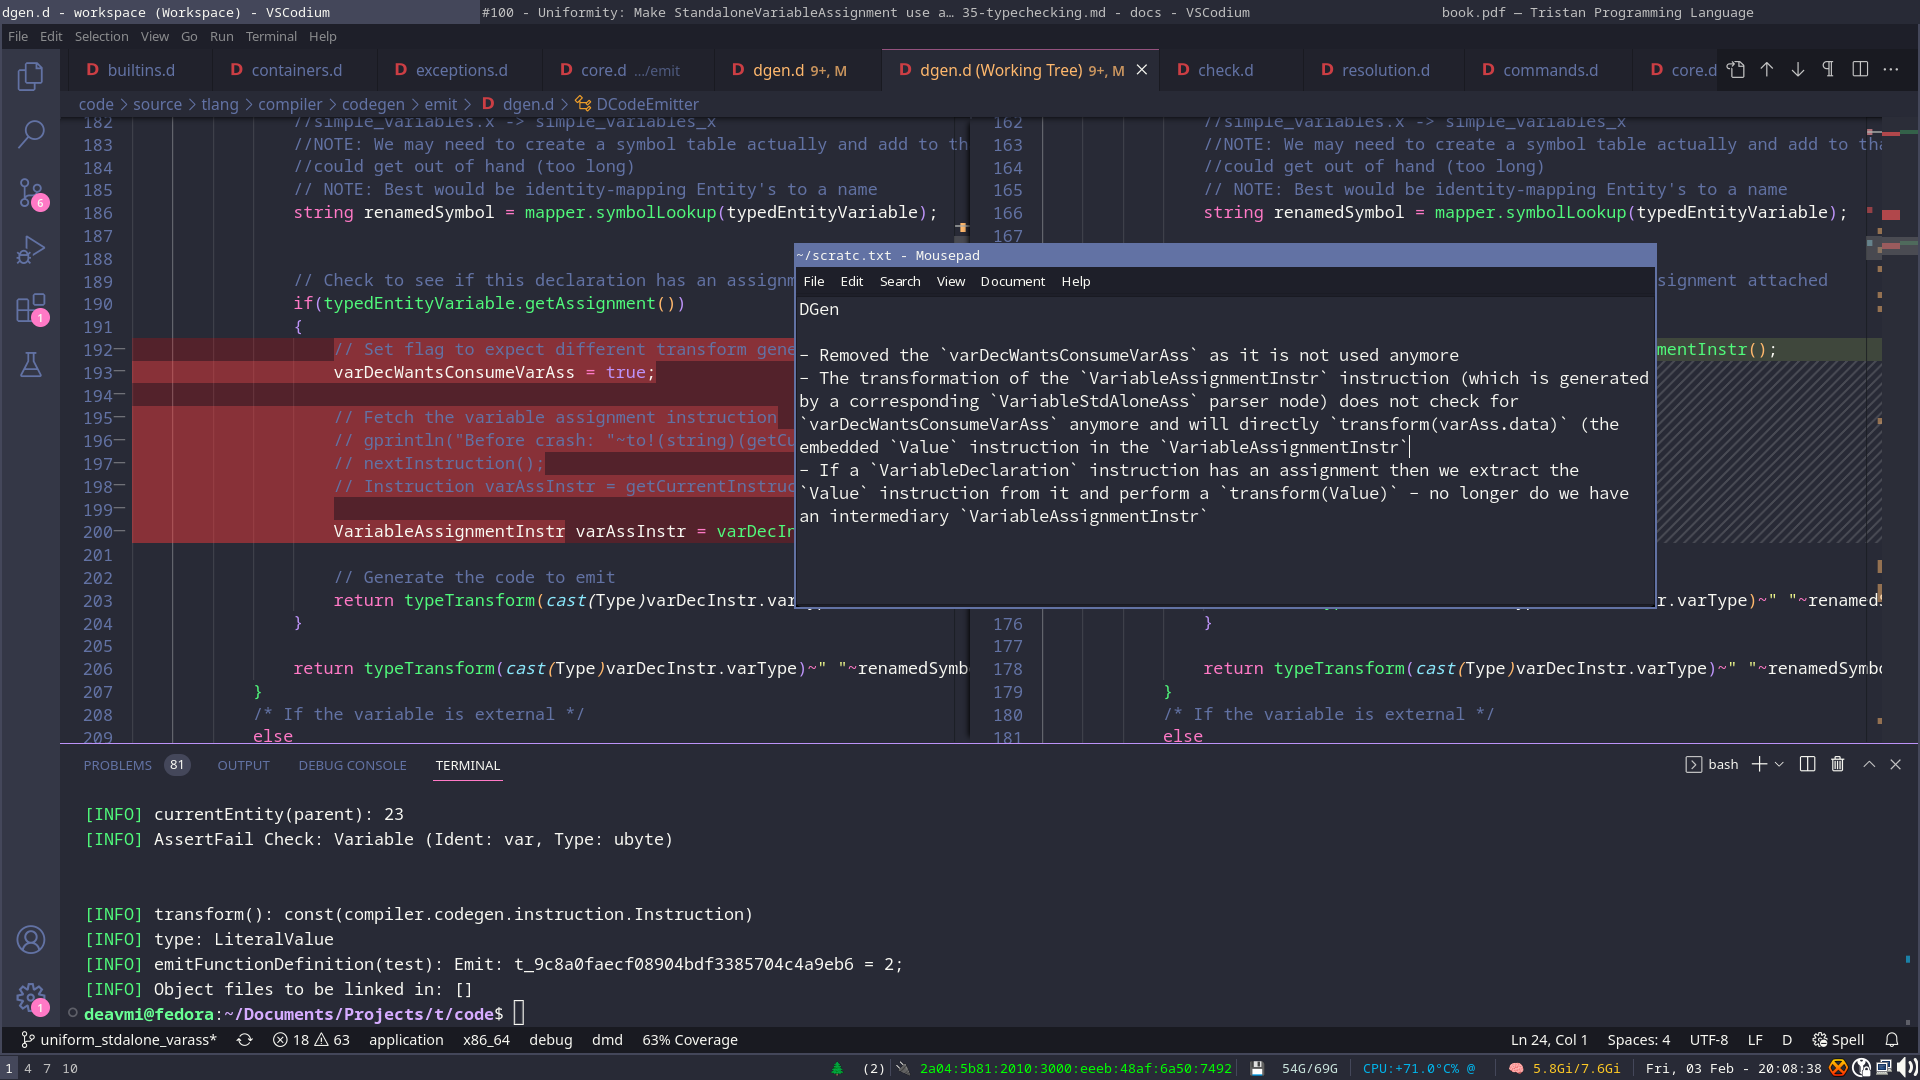 dgen.d - workspace (Workspace) - VSCodium
#100 - Uniformity: Make StandaloneVariableAssignment use a… 35-typechecking.md - docs - VSCodium
book.pdf — Tristan Programming Language
File Edit Selection View Go Run Terminal Help
D builtins.d D containers.d D exceptions.d D core.d .../emit D dgen.d 9+, M D dgen.d (Working Tree) 9+, M D check.d D resolution.d D commands.d D core.d
code > source > tlang > compiler > codegen > emit > D dgen.d > DCodeEmitter
182 //simple_variables.x -> simple_variables_x
183 //NOTE: We may need to create a symbol table actually and add to th
184 //could get out of hand (too long)
185 // NOTE: Best would be identity-mapping Entity's to a name
186 string renamedSymbol = mapper.symbolLookup(typedEntityVariable);
187
188
189 // Check to see if this declaration has an assignm
190 if(typedEntityVariable.getAssignment())
191 {
192 // Set flag to expect different transform gene
193 varDecWantsConsumeVarAss = true;
194
195 // Fetch the variable assignment instruction
196 // gprintln("Before crash: "~to!(string)(getCu
197 // nextInstruction();
198 // Instruction varAssInstr = getCurrentInstruc
199
200 VariableAssignmentInstr varAssInstr = varDecIn
201
202 // Generate the code to emit
203 return typeTransform(cast(Type)varDecInstr.var
204 }
205
206 return typeTransform(cast(Type)varDecInstr.varType)~" "~renamedSymb
207 }
208 /* If the variable is external */
209 else
162 //simple_variables.x -> simple_variables_x
163 //NOTE: We may need to create a symbol table actually and add to tha
164 //could get out of hand (too long)
165 // NOTE: Best would be identity-mapping Entity's to a name
166 string renamedSymbol = mapper.symbolLookup(typedEntityVariable);
167
signment attached
mentInstr();
r.varType)~" "~renameds
176 }
177
178 return typeTransform(cast(Type)varDecInstr.varType)~" "~renamedSymbo
179 }
180 /* If the variable is external */
181 else
~/scratc.txt - Mousepad
File Edit Search View Document Help
DGen
- Removed the `varDecWantsConsumeVarAss` as it is not used anymore
- The transformation of the `VariableAssignmentInstr` instruction (which is generated
by a corresponding `VariableStdAloneAss` parser node) does not check for
`varDecWantsConsumeVarAss` anymore and will directly `transform(varAss.data)` (the
embedded `Value` instruction in the `VariableAssignmentInstr`
- If a `VariableDeclaration` instruction has an assignment then we extract the
`Value` instruction from it and perform a `transform(Value)` - no longer do we have
an intermediary `VariableAssignmentInstr`
PROBLEMS 81 OUTPUT DEBUG CONSOLE TERMINAL
bash
[INFO] currentEntity(parent): 23
[INFO] AssertFail Check: Variable (Ident: var, Type: ubyte)
[INFO] transform(): const(compiler.codegen.instruction.Instruction)
[INFO] type: LiteralValue
[INFO] emitFunctionDefinition(test): Emit: t_9c8a0faecf08904bdf3385704c4a9eb6 = 2;
[INFO] Object files to be linked in: []
deavmi@fedora:~/Documents/Projects/t/code$
6
1
1
uniform_stdalone_varass* 18 63 application x86_64 debug dmd 63% Coverage
Ln 24, Col 1 Spaces: 4 UTF-8 LF D Spell
1 4 7 10
(2) 2a04:5b81:2010:3000:eeeb:48af:6a50:7492 54G/69G CPU:+71.0°C% @ 5.8Gi/7.6Gi Fri, 03 Feb - 20:08:38